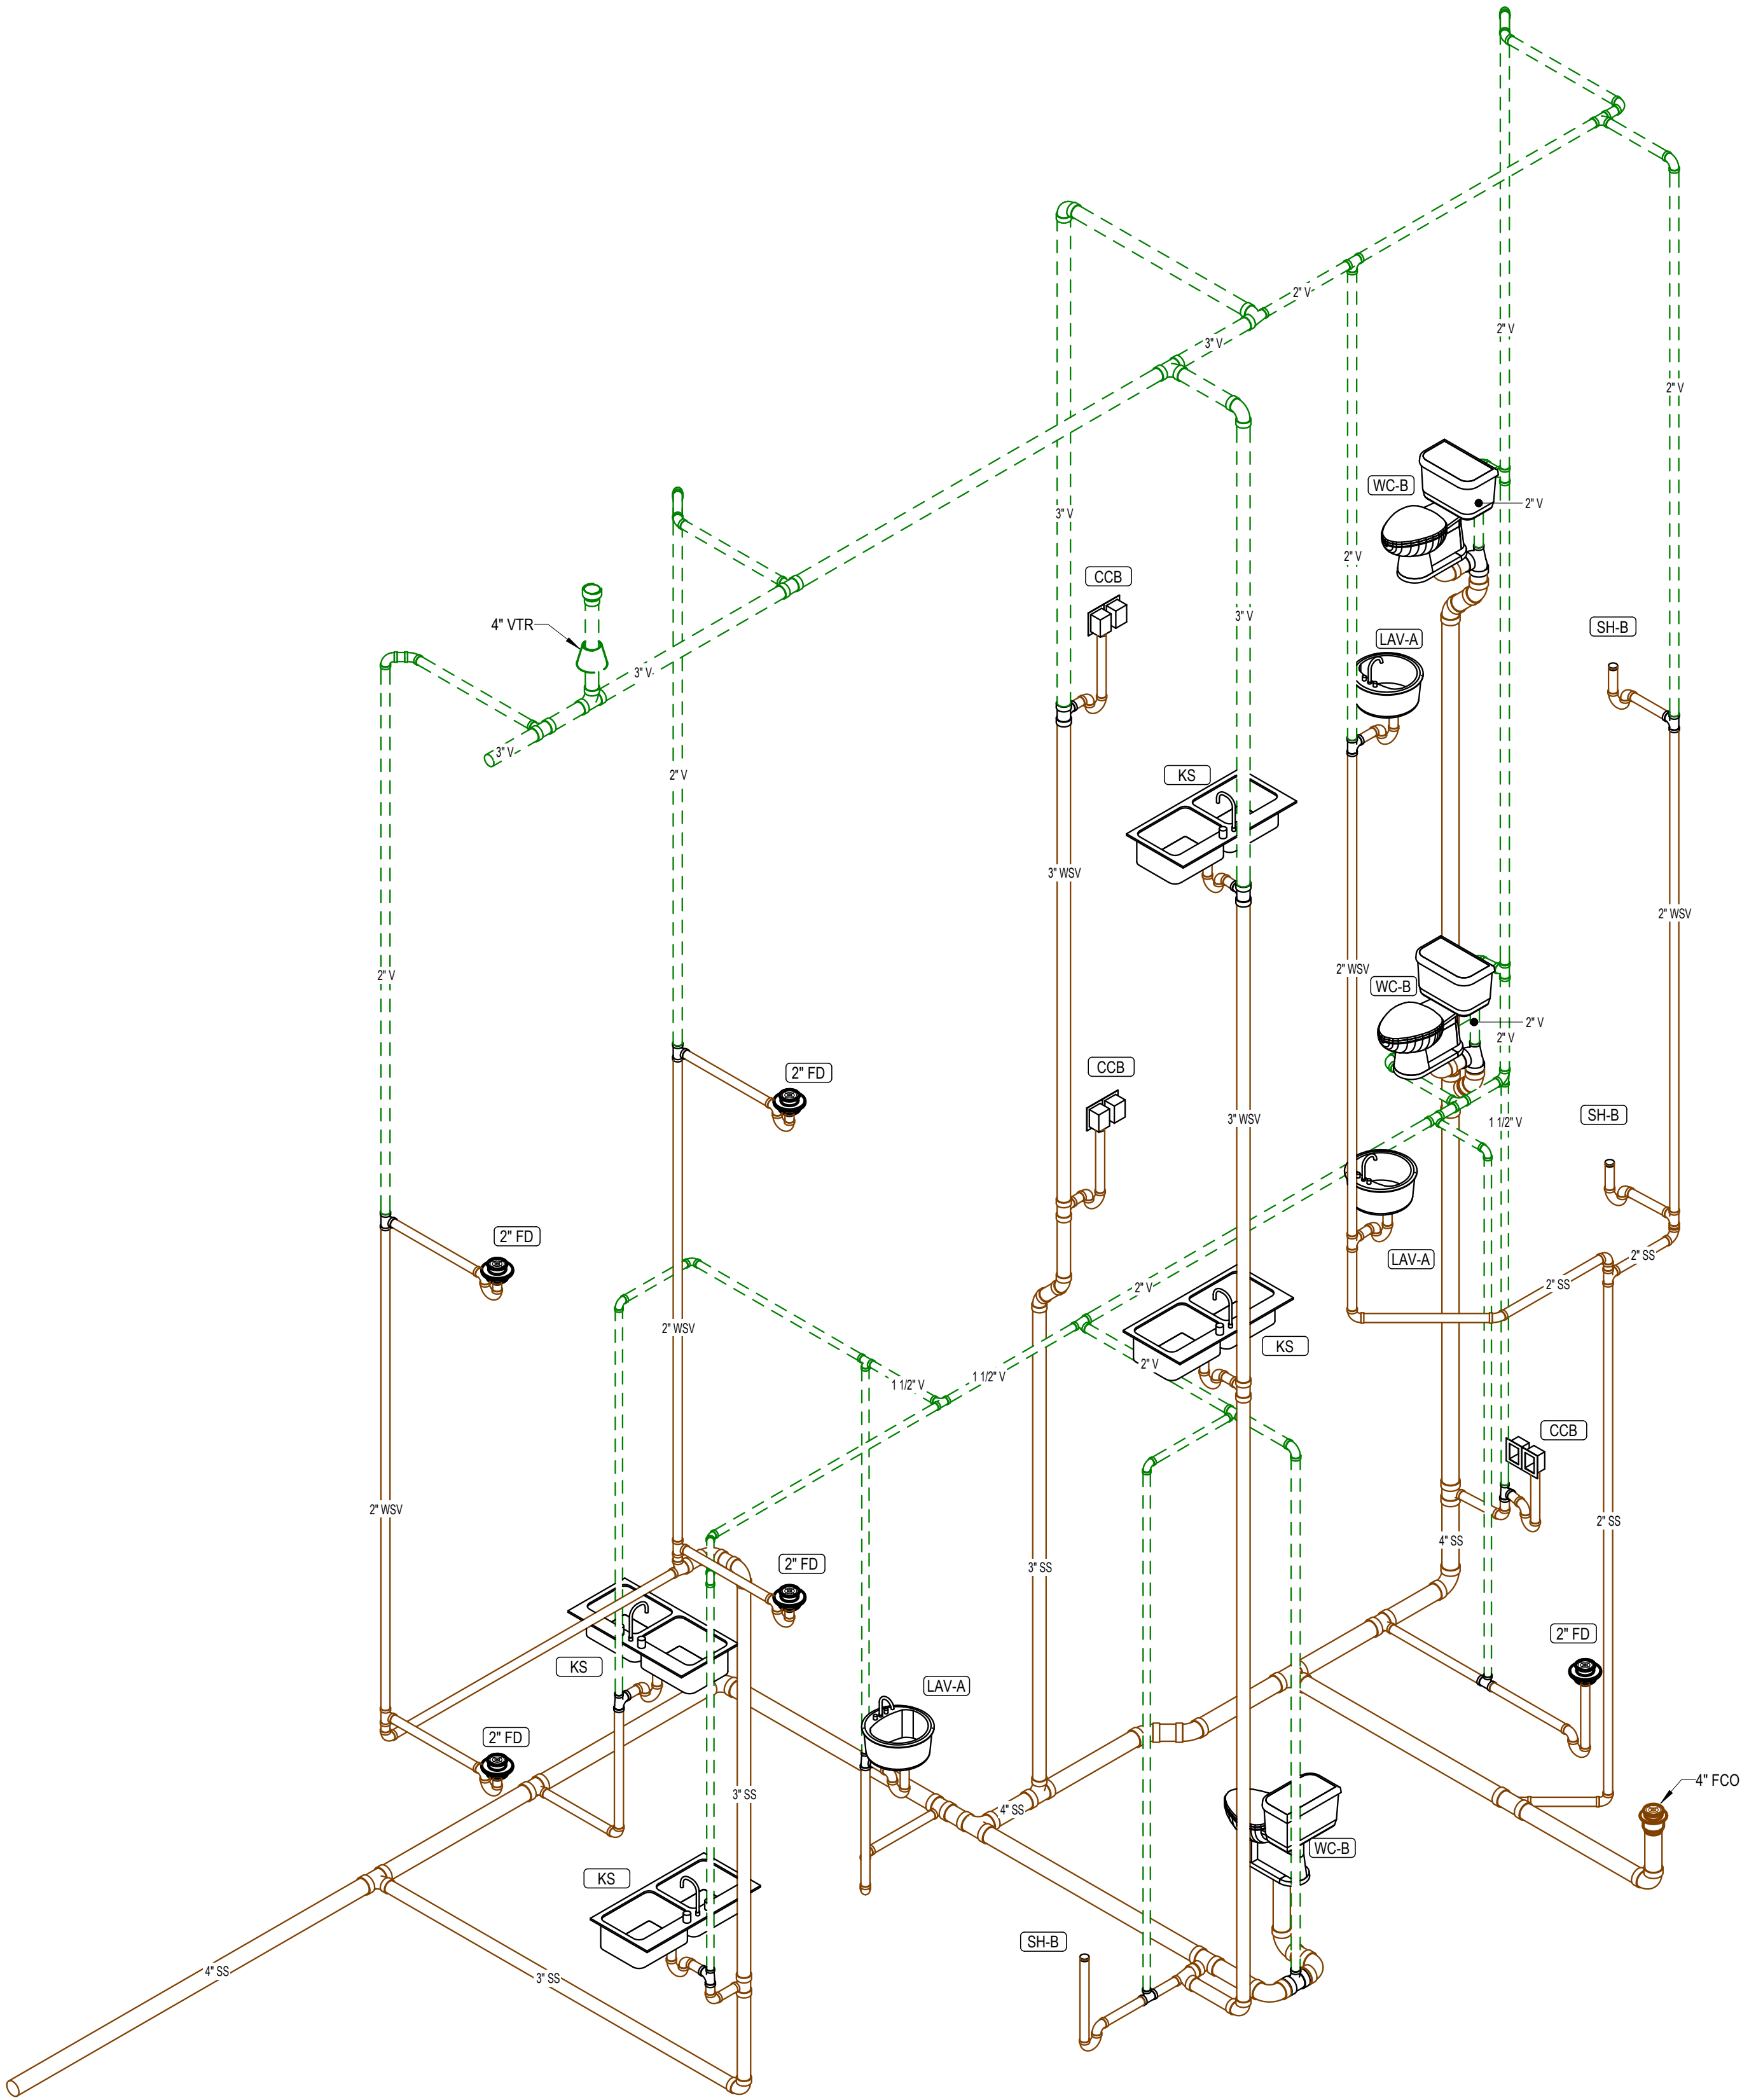 2" V
2" V
3" V
2" V
WC-B
2" V
3" V
2" V
CCB
3" V
4" VTR
SH-B
LAV-A
3" V
3" V
2" V
KS
3" WSV
2" WSV
2" WSV
2" V
WC-B
2" V
2" V
CCB
2" FD
SH-B
3" WSV
1 1/2" V
2" FD
2" SS
LAV-A
2" SS
2" V
2" WSV
KS
2" V
1 1/2" V
1 1/2" V
CCB
2" WSV
2" SS
4" SS
2" FD
3" SS
2" FD
KS
LAV-A
2" FD
4" FCO
3" SS
4" SS
WC-B
KS
SH-B
4" SS
3" SS